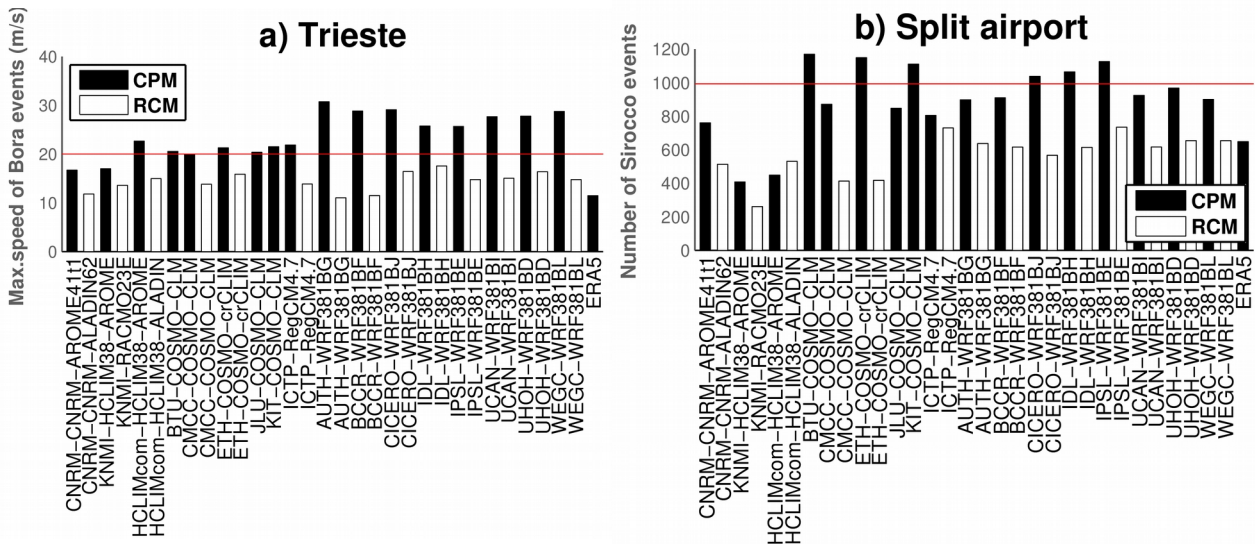 a) Trieste
Max.speed of Bora events (m/s)
40
30
20
10
0
CPM
RCM
CNRM-CNRM-AROME41t1
CNRM-CNRM-ALADIN62
KNMI-HCLIM38-AROME
KNMI-RACMO23E
HCLIMcom-HCLIM38-AROME
HCLIMcom-HCLIM38-ALADIN
BTU-COSMO-CLM
CMCC-COSMO-CLM
CMCC-COSMO-CLM
ETH-COSMO-crCLIM
ETH-COSMO-crCLIM
JLU-COSMO-CLM
KIT-COSMO-CLM
ICTP-RegCM4.7
ICTP-RegCM4.7
AUTH-WRF381BG
AUTH-WRF381BG
BCCR-WRF381BF
BCCR-WRF381BF
CICERO-WRF381BJ
CICERO-WRF381BJ
IDL-WRF381BH
IDL-WRF381BH
IPSL-WRF381BE
IPSL-WRF381BE
UCAN-WRF381BI
UCAN-WRF381BI
UHOH-WRF381BD
UHOH-WRF381BD
WEGC-WRF381BL
WEGC-WRF381BL
ERA5
b) Split airport
Number of Sirocco events
1200
1000
800
600
400
200
0
CPM
RCM
CNRM-CNRM-AROME41t1
CNRM-CNRM-ALADIN62
KNMI-HCLIM38-AROME
KNMI-RACMO23E
HCLIMcom-HCLIM38-AROME
HCLIMcom-HCLIM38-ALADIN
BTU-COSMO-CLM
CMCC-COSMO-CLM
CMCC-COSMO-CLM
ETH-COSMO-crCLIM
ETH-COSMO-crCLIM
JLU-COSMO-CLM
KIT-COSMO-CLM
ICTP-RegCM4.7
ICTP-RegCM4.7
AUTH-WRF381BG
AUTH-WRF381BG
BCCR-WRF381BF
BCCR-WRF381BF
CICERO-WRF381BJ
CICERO-WRF381BJ
IDL-WRF381BH
IDL-WRF381BH
IPSL-WRF381BE
IPSL-WRF381BE
UCAN-WRF381BI
UCAN-WRF381BI
UHOH-WRF381BD
UHOH-WRF381BD
WEGC-WRF381BL
WEGC-WRF381BL
ERA5